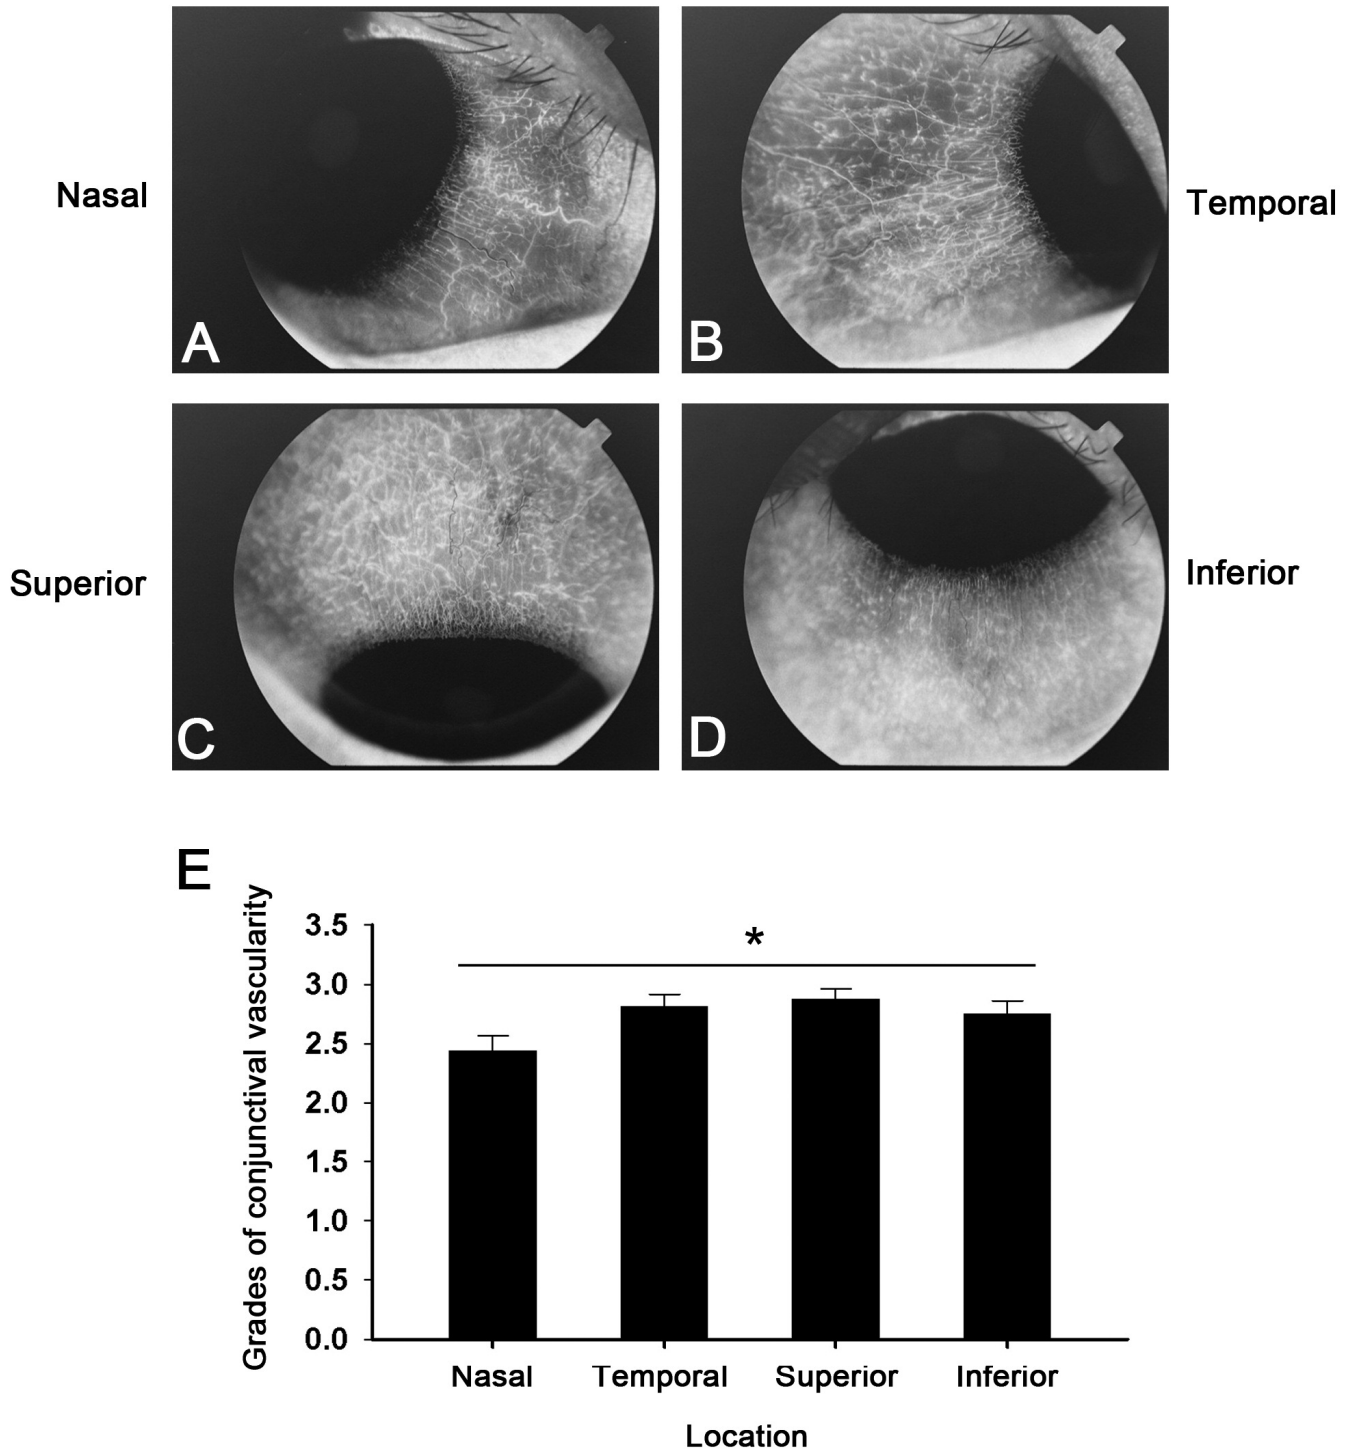 Nasal
Temporal
A
B
Superior
Inferior
C
D
E
Grades of conjunctival vascularity
3.5
*
3.0
2.5
2.0
1.5
1.0
0.5
0.0
Nasal Temporal Superior Inferior
Location